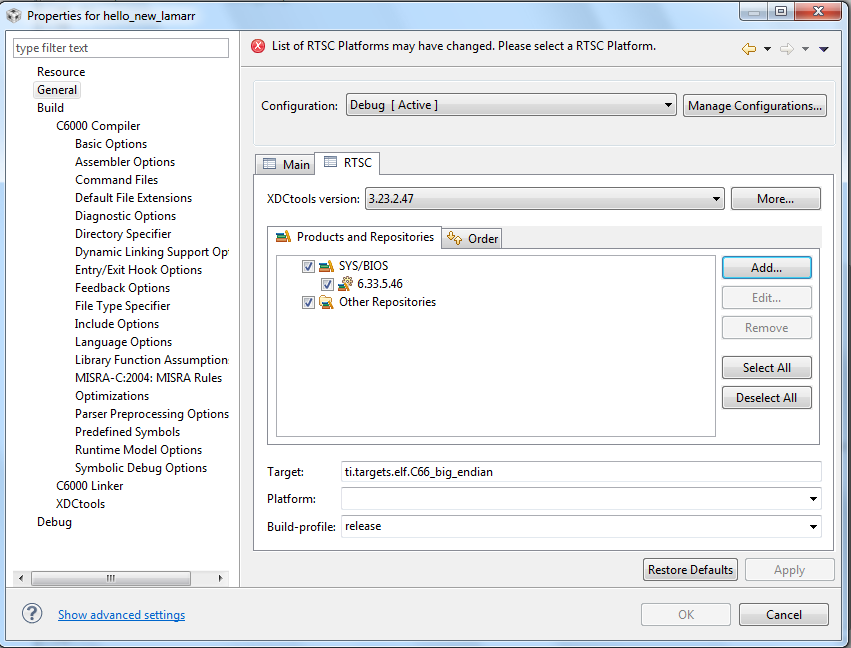 Properties for hello_new_lamarr
type filter text
Resource
General
Build
C6000 Compiler
Basic Options
Assembler Options
Command Files
Default File Extensions
Diagnostic Options
Directory Specifier
Dynamic Linking Support Op
Entry/Exit Hook Options
Feedback Options
File Type Specifier
Include Options
Language Options
Library Function Assumptions
MISRA-C:2004: MISRA Rules
Optimizations
Parser Preprocessing Options
Predefined Symbols
Runtime Model Options
Symbolic Debug Options
C6000 Linker
XDCtools
Debug
List of RTSC Platforms may have changed. Please select a RTSC Platform.
Configuration: Debug [ Active ] Manage Configurations...
Main RTSC
XDCtools version: 3.23.2.47 More...
Products and Repositories Order
SYS/BIOS
6.33.5.46
Other Repositories
Add...
Edit...
Remove
Select All
Deselect All
Target: ti.targets.elf.C66_big_endian
Platform:
Build-profile: release
Restore Defaults Apply
? Show advanced settings OK Cancel